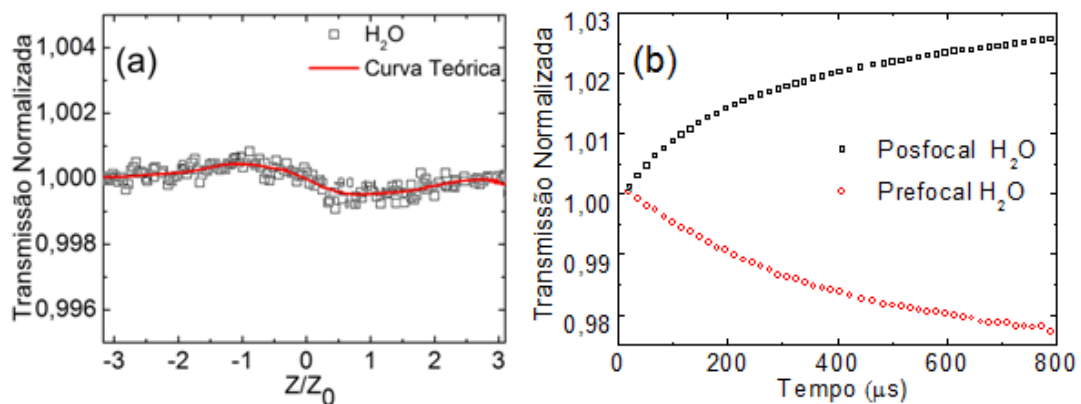 (a)
H₂O
Curva Teórica
Transmissão Normalizada
1,004
1,002
1,000
0,998
0,996
-3 -2 -1 0 1 2 3
Z/Z₀
(b)
Posfocal H₂O
Prefocal H₂O
Transmissão Normalizada
1,03
1,02
1,01
1,00
0,99
0,98
0 200 400 600 800
Tempo (μs)